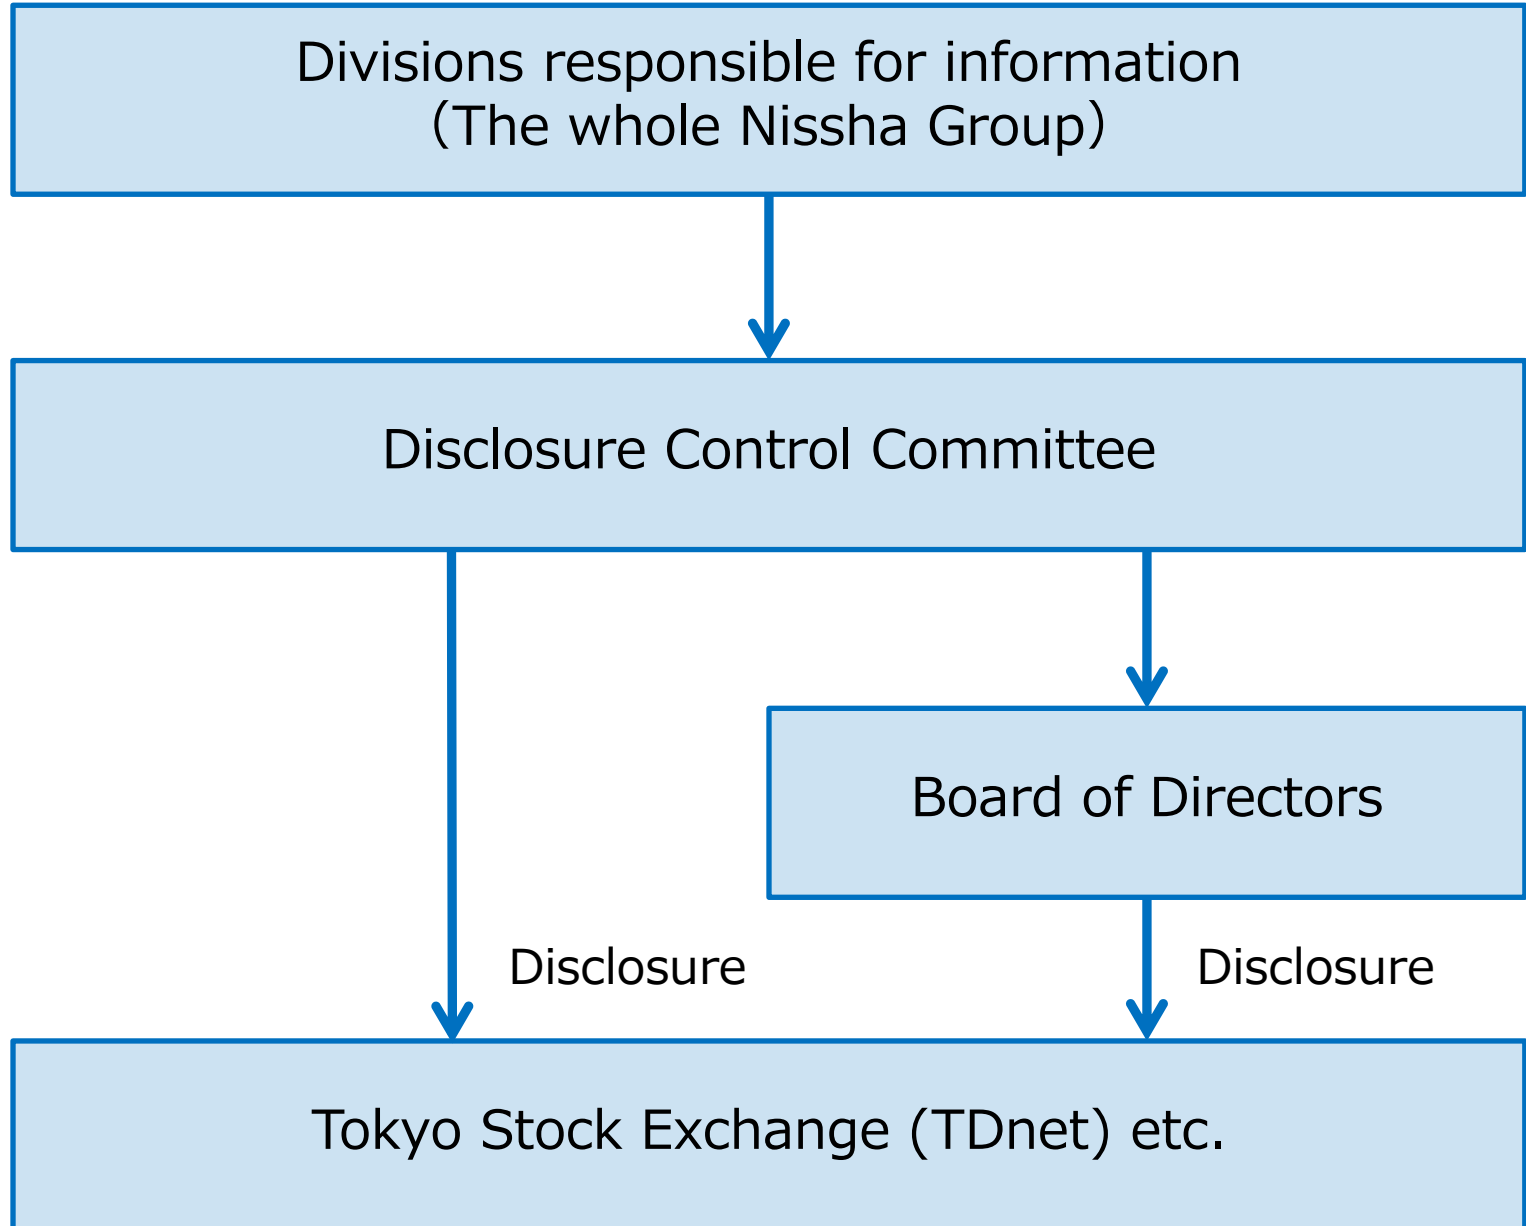 Divisions responsible for information
（The whole Nissha Group）
Disclosure Control Committee
Board of Directors
Disclosure
Disclosure
Tokyo Stock Exchange (TDnet) etc.